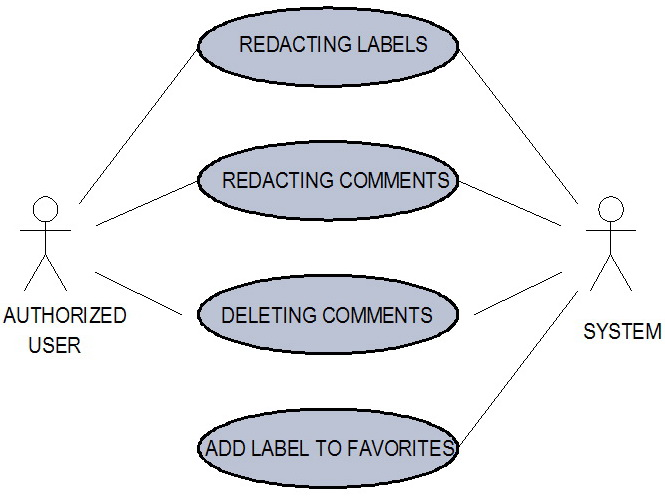 REDACTING LABELS
REDACTING COMMENTS
AUTHORIZED
USER
DELETING COMMENTS
SYSTEM
ADD LABEL TO FAVORITES